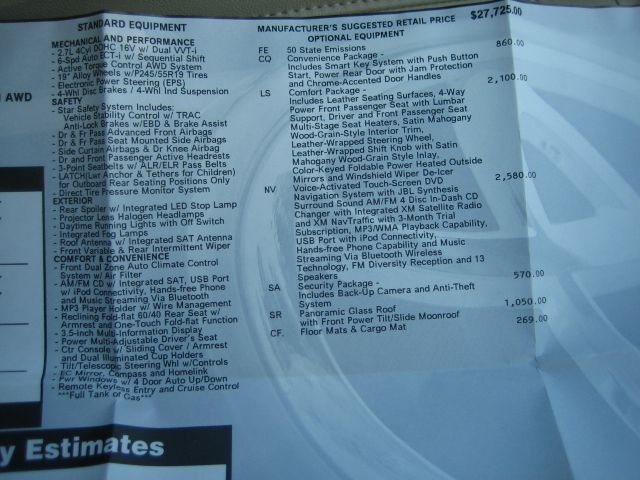 STANDARD EQUIPMENT
MECHANICAL AND PERFORMANCE
- 2.7L 4Cyl DOHC 16V w/ Dual VVT-i
- 6-Spd Auto ECT-i w/ Sequential Shift
- Active Torque Control AWD System
- 19" Alloy Wheels w/P245/55R19 Tires
- Electronic Power Steering (EPS)
- 4-Whl Disc Brakes / 4-Whl Ind Suspension
SAFETY
- Star Safety System Includes:
Vehicle Stability Control w/ TRAC
Anti-Lock Brakes w/EBD & Brake Assist
- Dr & Fr Pass Advanced Front Airbags
- Dr & Fr Pass Seat Mounted Side Airbags
- Side Curtain Airbags & Dr Knee Airbag
- Dr and Front Passenger Active Headrests
- 3-Point Seatbelts w/ ALR/ELR Pass Belts
- LATCH(Lwr Anchor & Tethers for Children)
for Outboard Rear Seating Positions Only
- Direct Tire Pressure Monitor System
EXTERIOR
- Rear Spoiler w/ Integrated LED Stop Lamp
- Projector Lens Halogen Headlamps
- Daytime Running Lights with Off Switch
- Integrated Fog Lamps
- Roof Antenna w/ Integrated SAT Antenna
- Front Variable & Rear Intermittent Wiper
COMFORT & CONVENIENCE
- Front Dual Zone Auto Climate Control
System w/ Air Filter
- AM/FM CD w/ Integrated SAT, USB Port
w/ iPod Connectivity, Hands-free Phone
and Music Streaming Via Bluetooth
- MP3 Player Holder w/ Wire Management
- Reclining Fold-flat 60/40 Rear Seat w/
Armrest and One-Touch Fold-flat Function
- 3.5-inch Multi-Information Display
- Power Multi-Adjustable Driver's Seat
- Ctr Console w/ Sliding Cover / Armrest
and Dual Illuminated Cup Holders
- Tilt/Telescopic Steering Whl w/Controls
- EC Mirror, Compass and Homelink
- Pwr Windows w/ 4 Door Auto Up/Down
- Remote Keyless Entry and Cruise Control
***Full Tank of Gas***
MANUFACTURER'S SUGGESTED RETAIL PRICE $27,725.00
OPTIONAL EQUIPMENT
FE 50 State Emissions
CQ Convenience Package - 860.00
Includes Smart Key System with Push Button
Start, Power Rear Door with Jam Protection
and Chrome-Accented Door Handles
LS Comfort Package - 2,100.00
Includes Leather Seating Surfaces, 4-Way
Power Front Passenger Seat with Lumbar
Support, Driver and Front Passenger Seat
Multi-Stage Seat Heaters, Satin Mahogany
Wood-Grain-Style Interior Trim,
Leather-Wrapped Steering Wheel,
Leather-Wrapped Shift Knob with Satin
Mahogany Wood-Grain Style Inlay,
Color-Keyed Foldable Power Heated Outside
Mirrors and Windshield Wiper De-Icer
NV Voice-Activated Touch-Screen DVD 2,580.00
Navigation System with JBL Synthesis
Surround Sound AM/FM 4 Disc In-Dash CD
Changer with Integrated XM Satellite Radio
and XM NavTraffic with 3-Month Trial
Subscription, MP3/WMA Playback Capability,
USB Port with iPod Connectivity,
Hands-free Phone Capability and Music
Streaming Via Bluetooth Wireless
Technology, FM Diversity Reception and 13
Speakers
SA Security Package - 570.00
Includes Back-Up Camera and Anti-Theft
System
SR Panoramic Glass Roof 1,050.00
with Front Power Tilt/Slide Moonroof
CF. Floor Mats & Cargo Mat 269.00
AWD
y Estimates